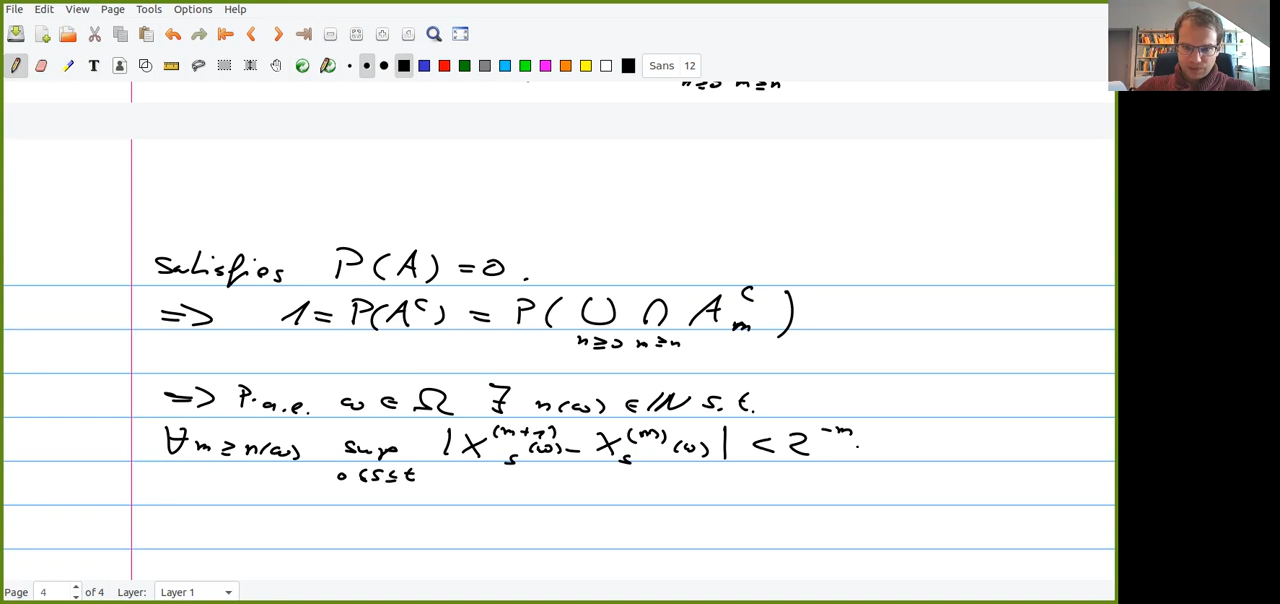 File Edit View Page Tools Options Help
Sans 12
n≥0 m≥n
satisfies P(A) = 0.
=> 1 = P(A^c) = P( ∪_{n≥0} ∩_{m≥n} A_m^c )
=> P.a.e. ω ∈ Ω ∃ n(ω) ∈ ℕ s.t.
∀ m ≥ n(ω) sup_{0≤s≤t} | X_s^{(m+1)}(ω) - X_s^{(m)}(ω) | < 2^{-m}.
Page 4 of 4 Layer: Layer 1